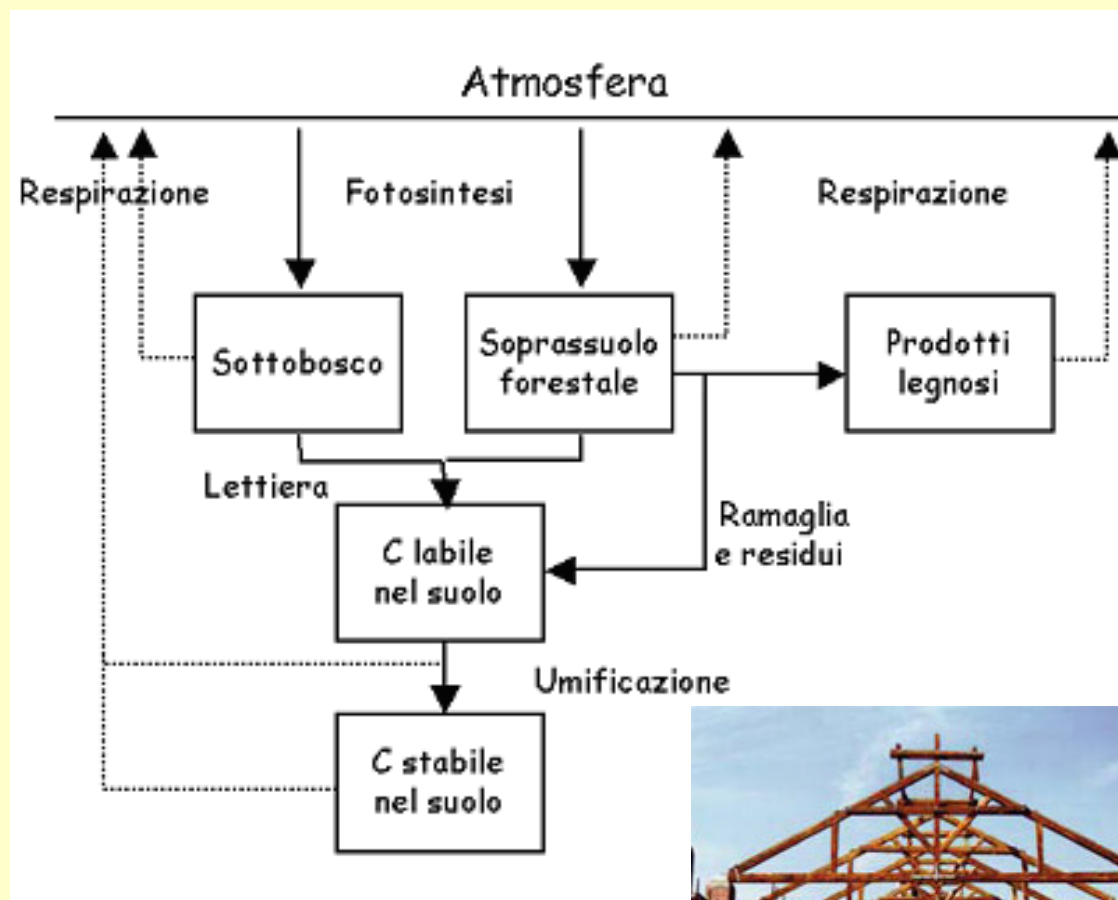 Atmosfera
Respirazione
Fotosintesi
Respirazione
Sottobosco
Soprassuolo
forestale
Prodotti
legnosi
Lettiera
Ramaglia
e residui
C labile
nel suolo
Umificazione
C stabile
nel suolo